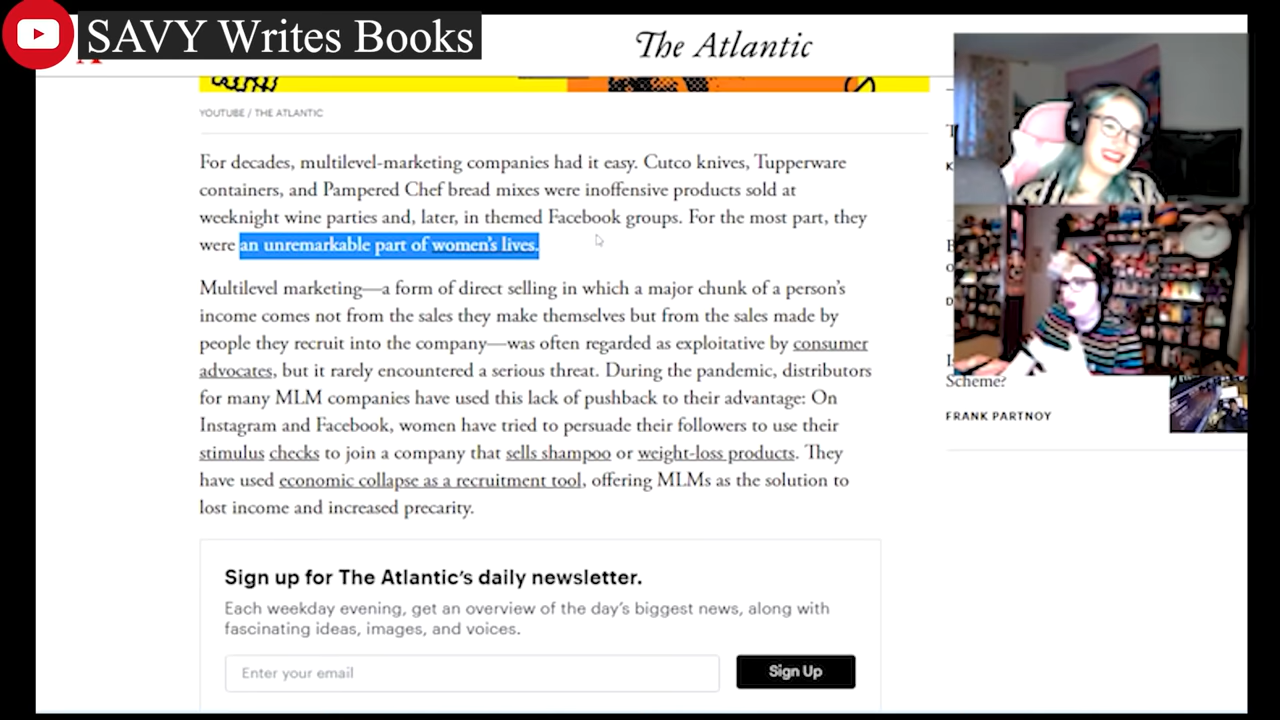 SAVY Writes Books
The Atlantic
YOUTUBE / THE ATLANTIC
For decades, multilevel-marketing companies had it easy. Cutco knives, Tupperware
containers, and Pampered Chef bread mixes were inoffensive products sold at
weeknight wine parties and, later, in themed Facebook groups. For the most part, they
were an unremarkable part of women's lives.
Multilevel marketing—a form of direct selling in which a major chunk of a person's
income comes not from the sales they make themselves but from the sales made by
people they recruit into the company—was often regarded as exploitative by consumer
advocates, but it rarely encountered a serious threat. During the pandemic, distributors
for many MLM companies have used this lack of pushback to their advantage: On
Instagram and Facebook, women have tried to persuade their followers to use their
stimulus checks to join a company that sells shampoo or weight-loss products. They
have used economic collapse as a recruitment tool, offering MLMs as the solution to
lost income and increased precarity.
Scheme?
FRANK PARTNOY
Sign up for The Atlantic's daily newsletter.
Each weekday evening, get an overview of the day's biggest news, along with
fascinating ideas, images, and voices.
Enter your email
Sign Up